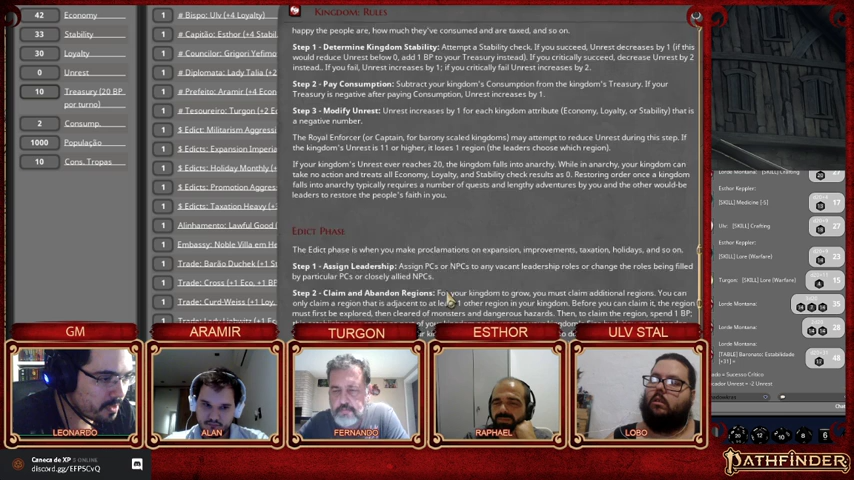 42 Economy
33 Stability
30 Loyalty
0 Unrest
10 Treasury (20 BP
por turno)
2 Consump.
1000 População
10 Cons. Tropas
1 # Bispo: Ulv (+4 Loyalty)
1 # Capitão: Esthor (+4 Stabil
1 # Councilor: Grigori Yefimo
1 # Diplomata: Lady Talia (+2
1 # Prefeito: Aramir (+4 Econ
1 # Tesoureiro: Turgon (+2 E
1 $ Edict: Militarism Aggressi
1 $ Edicts: Expansion Imperia
1 $ Edicts: Holiday Monthly (+
1 $ Edicts: Promotion Aggres
1 $ Edicts: Taxation Heavy (+
1 Alinhamento: Lawful Good
1 Embassy: Noble Villa em He
1 Trade: Barão Duchek (+1 St
1 Trade: Cross (+1 Eco, +1 BP
1 Trade: Curd-Weiss (+1 Loy,
KINGDOM: RULES
happy the people are, how much they've consumed and are taxed, and so on.
Step 1 - Determine Kingdom Stability: Attempt a Stability check. If you succeed, Unrest decreases by 1 (if this
would reduce Unrest below 0, add 1 BP to your Treasury instead). If you critically succeed, decrease Unrest by 2
instead.. If you fail, Unrest increases by 1; if you critically fail Unrest increases by 2.
Step 2 - Pay Consumption: Subtract your kingdom's Consumption from the kingdom's Treasury. If your
Treasury is negative after paying Consumption, Unrest increases by 1.
Step 3 - Modify Unrest: Unrest increases by 1 for each kingdom attribute (Economy, Loyalty, or Stability) that is
a negative number.
The Royal Enforcer (or Captain, for barony scaled kingdoms) may attempt to reduce Unrest during this step. If
the kingdom's Unrest is 11 or higher, it loses 1 region (the leaders choose which region).
If your kingdom's Unrest ever reaches 20, the kingdom falls into anarchy. While in anarchy, your kingdom can
take no action and treats all Economy, Loyalty, and Stability check results as 0. Restoring order once a kingdom
falls into anarchy typically requires a number of quests and lengthy adventures by you and the other would-be
leaders to restore the people's faith in you.
EDICT PHASE
The Edict phase is when you make proclamations on expansion, improvements, taxation, holidays, and so on.
Step 1 - Assign Leadership: Assign PCs or NPCs to any vacant leadership roles or change the roles being filled
by particular PCs or closely allied NPCs.
Step 2 - Claim and Abandon Regions: For your kingdom to grow, you must claim additional regions. You can
only claim a region that is adjacent to at least 1 other region in your kingdom. Before you can claim it, the region
must first be explored, then cleared of monsters and dangerous hazards. Then, to claim the region, spend 1 BP;
Esthor Keppler:
[SKILL] Medicine [-5] 17
Ulv: [SKILL] Crafting 27
Esthor Keppler:
[SKILL] Lore (Warfare) 23
Turgon: [SKILL] Lore (Warfare) 15
Lorde Morante: 35
Lorde Morante: 28
[TABLE] Baronato: Estabilidade
[+31] = 48
= Sucesso Crítico
Unrest = -2 Unrest
Chat
GM
ARAMIR
TURGON
ESTHOR
ULV STAL
LEONARDO
ALAN
FERNANDO
RAPHAEL
LOBO
Caneca de XP
discord.gg/EFPSCvQ
20 12 10 8 6
PATHFINDER